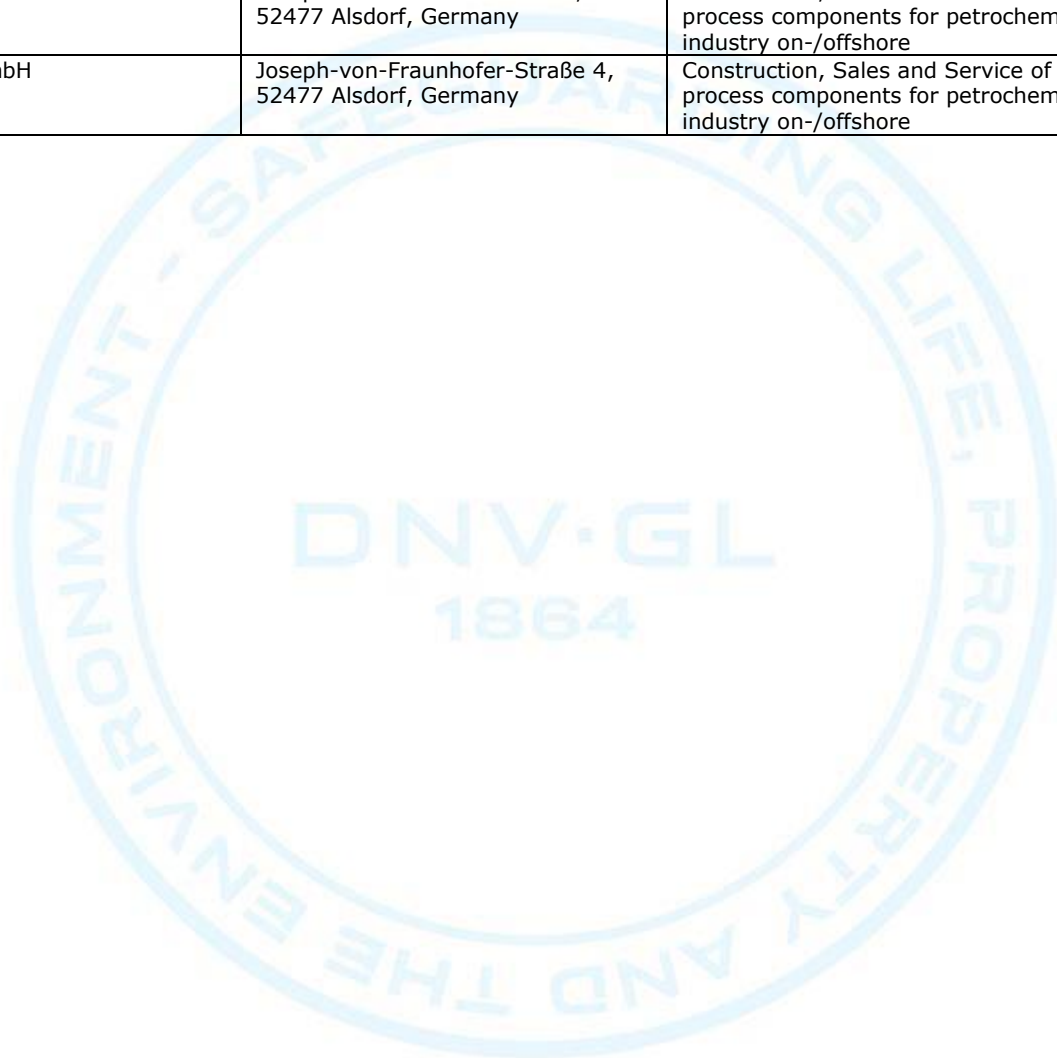 52477 Alsdorf, Germany
process components for petrochem
industry on-/offshore
bH
Joseph-von-Fraunhofer-Straße 4,
52477 Alsdorf, Germany
Construction, Sales and Service of
process components for petrochem
industry on-/offshore
SAFEGUARDING LIFE, PROPERTY AND THE ENVIRONMENT -
DNV·GL
1864